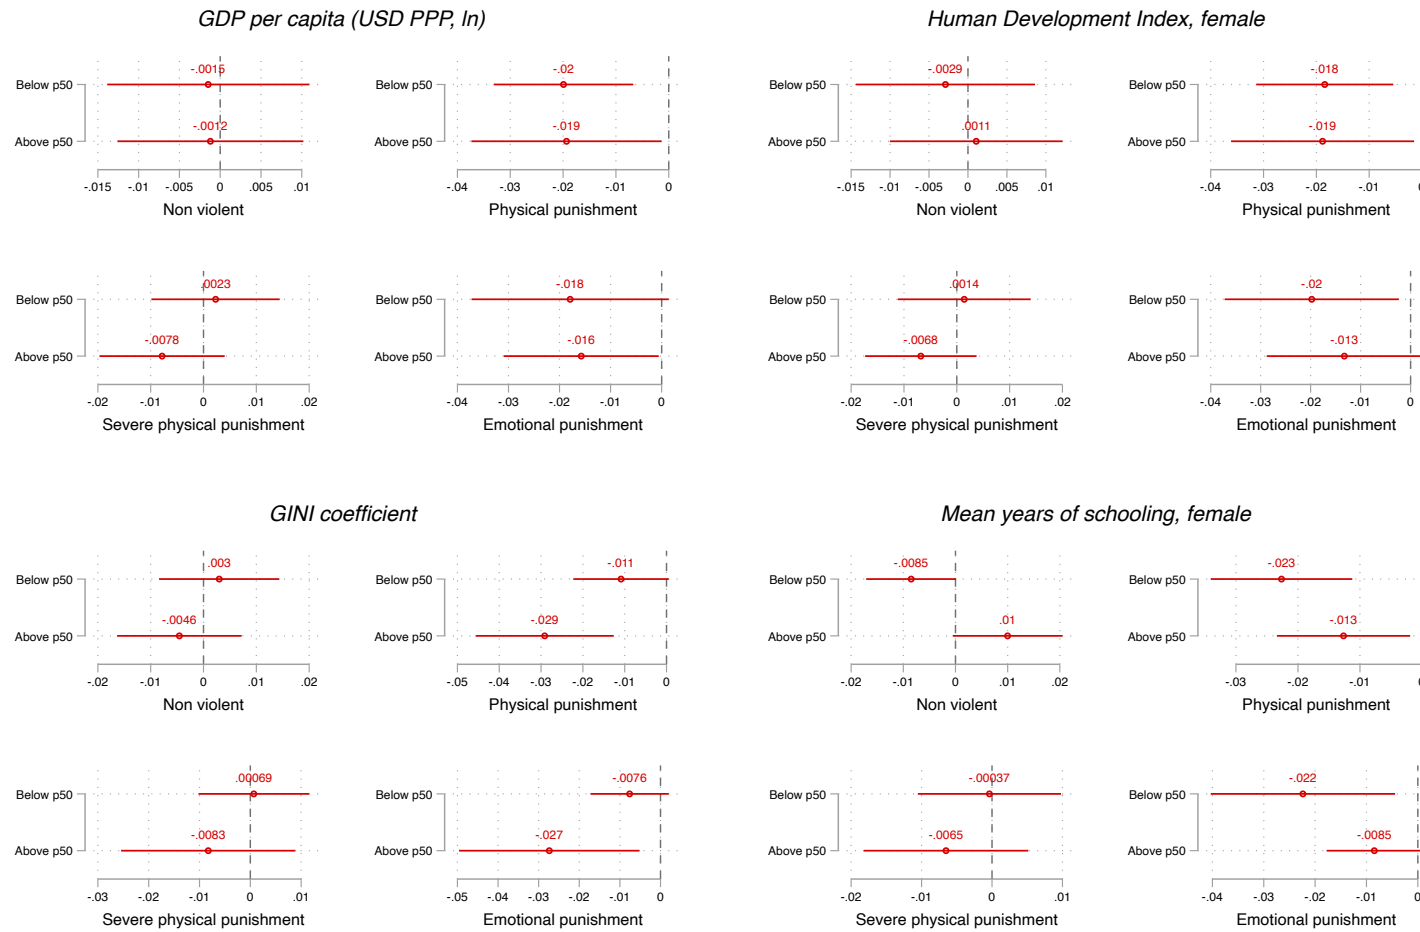 GDP per capita (USD PPP, ln)
Below p50
Above p50
-.0015
-.0012
-.015 -.01 -.005 0 .005 .01
Non violent
Below p50
Above p50
-.02
-.019
-.04 -.03 -.02 -.01 0
Physical punishment
Below p50
Above p50
.0023
-.0078
-.02 -.01 0 .01 .02
Severe physical punishment
Below p50
Above p50
-.018
-.016
-.04 -.03 -.02 -.01 0
Emotional punishment
Human Development Index, female
Below p50
Above p50
-.0029
.0011
-.015 -.01 -.005 0 .005 .01
Non violent
Below p50
Above p50
-.018
-.019
-.04 -.03 -.02 -.01 0
Physical punishment
Below p50
Above p50
.0014
-.0068
-.02 -.01 0 .01 .02
Severe physical punishment
Below p50
Above p50
-.02
-.013
-.04 -.03 -.02 -.01 0
Emotional punishment
GINI coefficient
Below p50
Above p50
.003
-.0046
-.02 -.01 0 .01 .02
Non violent
Below p50
Above p50
-.011
-.029
-.05 -.04 -.03 -.02 -.01 0
Physical punishment
Below p50
Above p50
.00069
-.0083
-.03 -.02 -.01 0 .01
Severe physical punishment
Below p50
Above p50
-.0076
-.027
-.05 -.04 -.03 -.02 -.01 0
Emotional punishment
Mean years of schooling, female
Below p50
Above p50
-.0085
.01
-.02 -.01 0 .01 .02
Non violent
Below p50
Above p50
-.023
-.013
-.03 -.02 -.01 0
Physical punishment
Below p50
Above p50
-.00037
-.0065
-.02 -.01 0 .01
Severe physical punishment
Below p50
Above p50
-.022
-.0085
-.04 -.03 -.02 -.01 0
Emotional punishment